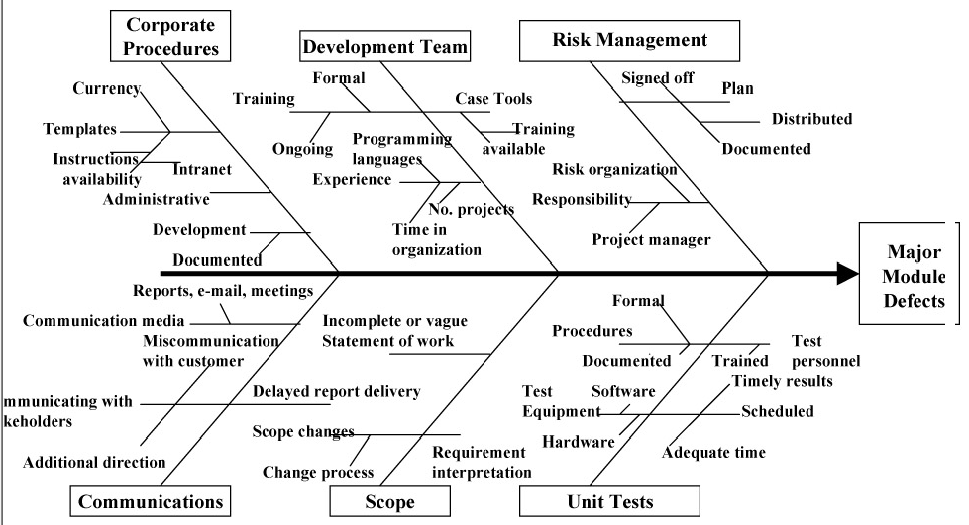 Corporate
Procedures
Development Team
Risk Management
Currency
Templates
Instructions
availability
Intranet
Administrative
Development
Documented
Formal
Training
Ongoing
Case Tools
Training
available
Programming
languages
Experience
No. projects
Time in
organization
Signed off
Plan
Distributed
Documented
Risk organization
Responsibility
Project manager
Major
Module
Defects
Reports, e-mail, meetings
Communication media
Miscommunication
with customer
mmunicating with
keholders
Delayed report delivery
Additional direction
Incomplete or vague
Statement of work
Scope changes
Change process
Requirement
interpretation
Formal
Procedures
Documented
Trained
Test
personnel
Timely results
Test
Equipment
Software
Hardware
Scheduled
Adequate time
Communications
Scope
Unit Tests